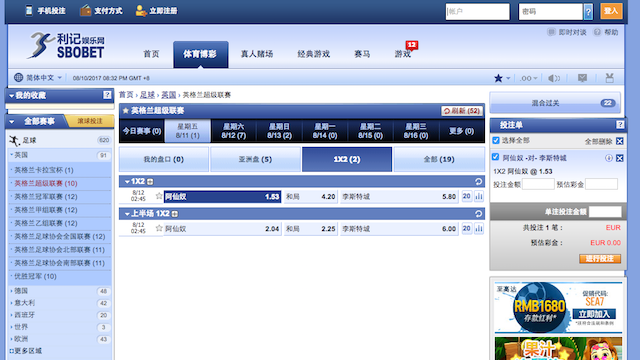 手机投注 支付方式 立即注册 帐户 密码 ? 登入
利记娱乐网
SBOBET
即时对谈 帮助
首页 体育博彩 真人赌场 经典游戏 赛马 游戏 12
简体中文 08/10/2017 08:32 PM GMT +8 .00
我的收藏 ?
全部赛事 滚球投注
足球 620
英国 91
英格兰卡拉宝杯 (1)
英格兰超级联赛 (10)
英格兰冠军联赛 (12)
英格兰甲组联赛 (12)
英格兰乙组联赛 (12)
英格兰足球协会全国联赛 (12)
英格兰足球协会北部联赛 (11)
英格兰足球协会南部联赛 (11)
优胜冠军 (10)
德国 48
意大利 42
西班牙 20
世界 3
欧洲 43
更多区域
首页 › 足球 › 英国 › 英格兰超级联赛
英格兰超级联赛 刷新 (52)
今日赛事 (0) 星期五 8/11 (1) 星期六 8/12 (7) 星期日 8/13 (2) 星期一 8/14 (0) 星期二 8/15 (0) 星期三 8/16 (0) 更多 (0)
我的盘口 (0) 亚洲盘 (5) 1X2 (2) 全部 (19)
1X2
8/12 02:45 阿仙奴 1.53 和局 4.20 李斯特城 5.80 20
上半场 1X2
8/12 02:45 阿仙奴 2.04 和局 2.25 李斯特城 6.00 20
混合过关 22
投注单 ?
选择全部 全部删除
阿仙奴 -对- 李斯特城
1X2 阿仙奴 @ 1.53
投注金额 预估彩金:
单注投注金额
共投注 1 笔 : EUR
预估彩金 : EUR 0.00
进行投注
至高达
RMB1680
存款红利*
促销代码:
SEA7
立即加入
果汁